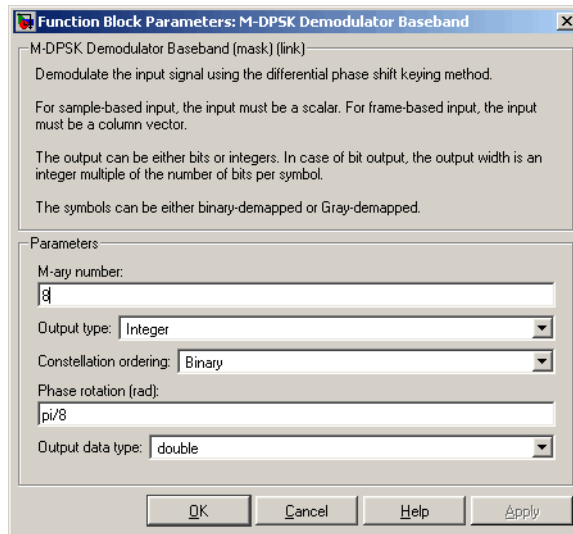 Function Block Parameters: M-DPSK Demodulator Baseband
M-DPSK Demodulator Baseband (mask) (link)
Demodulate the input signal using the differential phase shift keying method.
For sample-based input, the input must be a scalar. For frame-based input, the input
must be a column vector.
The output can be either bits or integers. In case of bit output, the output width is an
integer multiple of the number of bits per symbol.
The symbols can be either binary-demapped or Gray-demapped.
Parameters
M-ary number:
8
Output type: Integer
Constellation ordering: Binary
Phase rotation (rad):
pi/8
Output data type: double
OK Cancel Help Apply